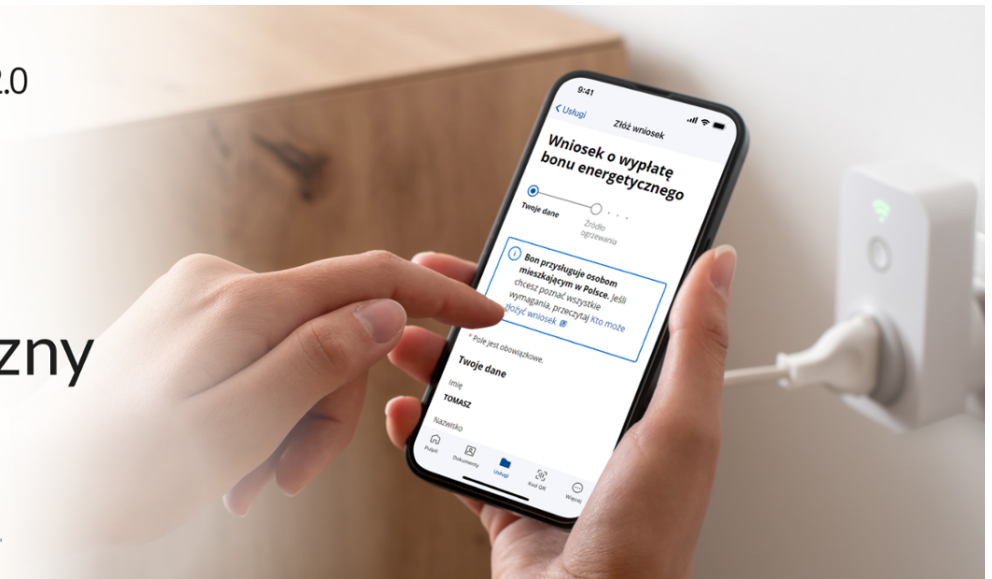 2.0
zny
9:41
Usługi
Złóż wniosek
Wniosek o wypłatę
bonu energetycznego
Twoje dane
Źródło
ogrzewania
Bon przysługuje osobom
mieszkającym w Polsce. Jeśli
chcesz poznać wszystkie
wymagania, przeczytaj Kto może
złożyć wniosek
* Pole jest obowiązkowe.
Twoje dane
Imię
TOMASZ
Nazwisko
Pulpit
Dokumenty
Usługi
Kod QR
Więcej